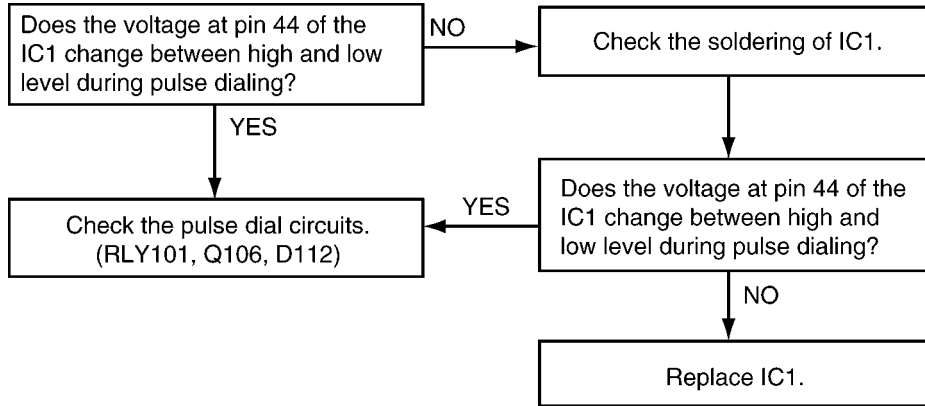 Does the voltage at pin 44 of the
IC1 change between high and low
level during pulse dialing?
NO
Check the soldering of IC1.
YES
Does the voltage at pin 44 of the
IC1 change between high and
low level during pulse dialing?
YES
Check the pulse dial circuits.
(RLY101, Q106, D112)
NO
Replace IC1.